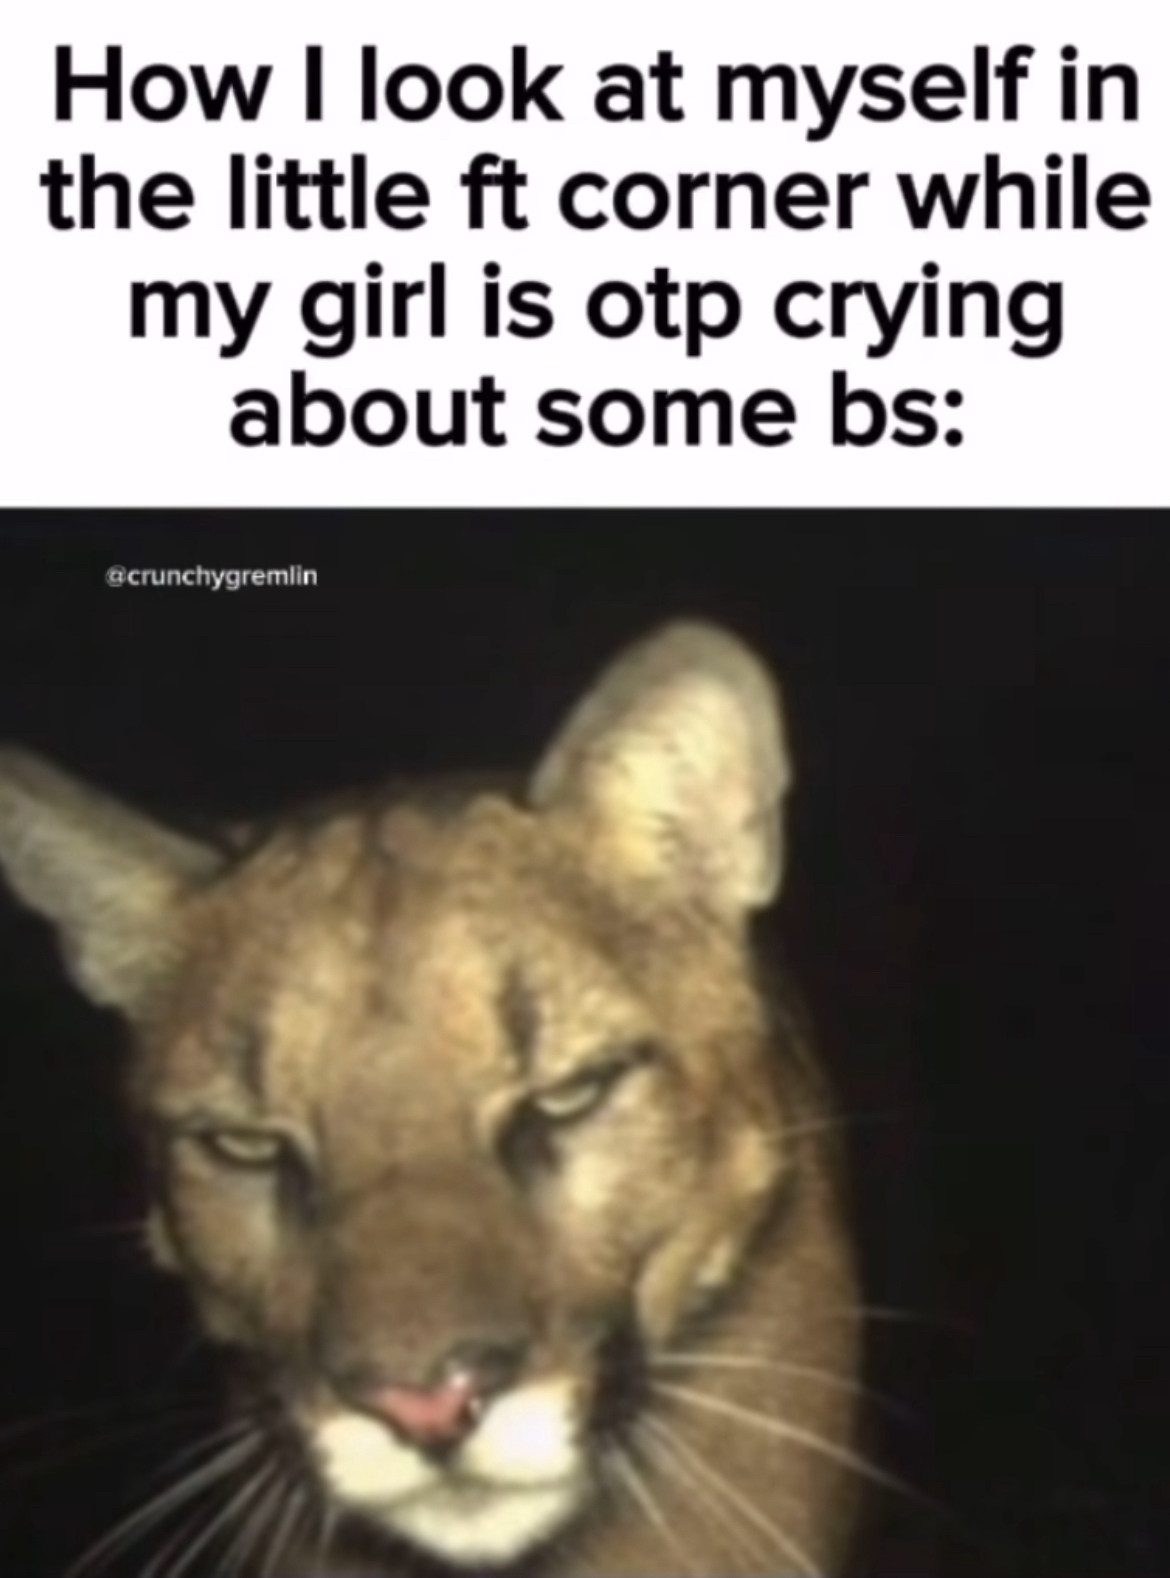 How I look at myself in
the little ft corner while
my girl is otp crying
about some bs:
@crunchygremlin